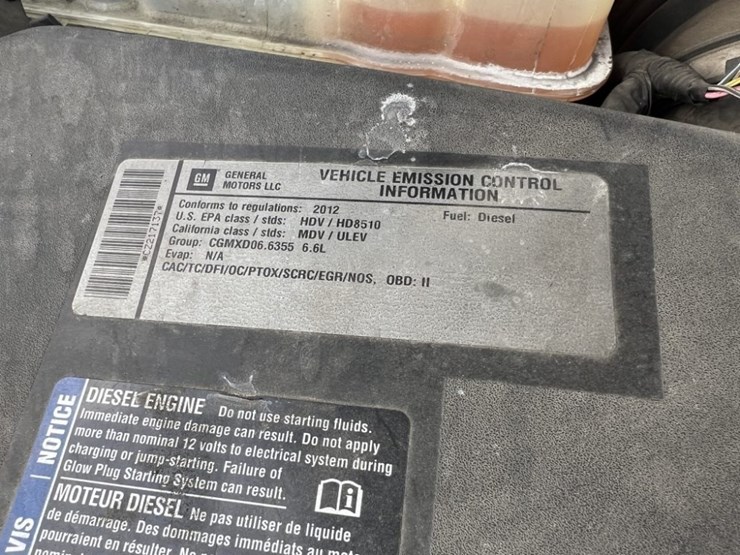 GM GENERAL MOTORS LLC
VEHICLE EMISSION CONTROL
INFORMATION
Conforms to regulations: 2012
Fuel: Diesel
U.S. EPA class / stds: HDV / HD8510
California class / stds: MDV / ULEV
Group: CGMXD06.6355 6.6L
Evap: N/A
CAC/TC/DFI/OC/PTOX/SCRC/EGR/NOS, OBD: II
*CZ217137*
NOTICE
DIESEL ENGINE Do not use starting fluids.
Immediate engine damage can result. Do not apply
more than nominal 12 volts to electrical system during
charging or jump-starting. Failure of
Glow Plug Starting System can result.
VIS
MOTEUR DIESEL Ne pas utiliser de liquide
de démarrage. Des dommages immédiats au
pourraient en résulter. Ne